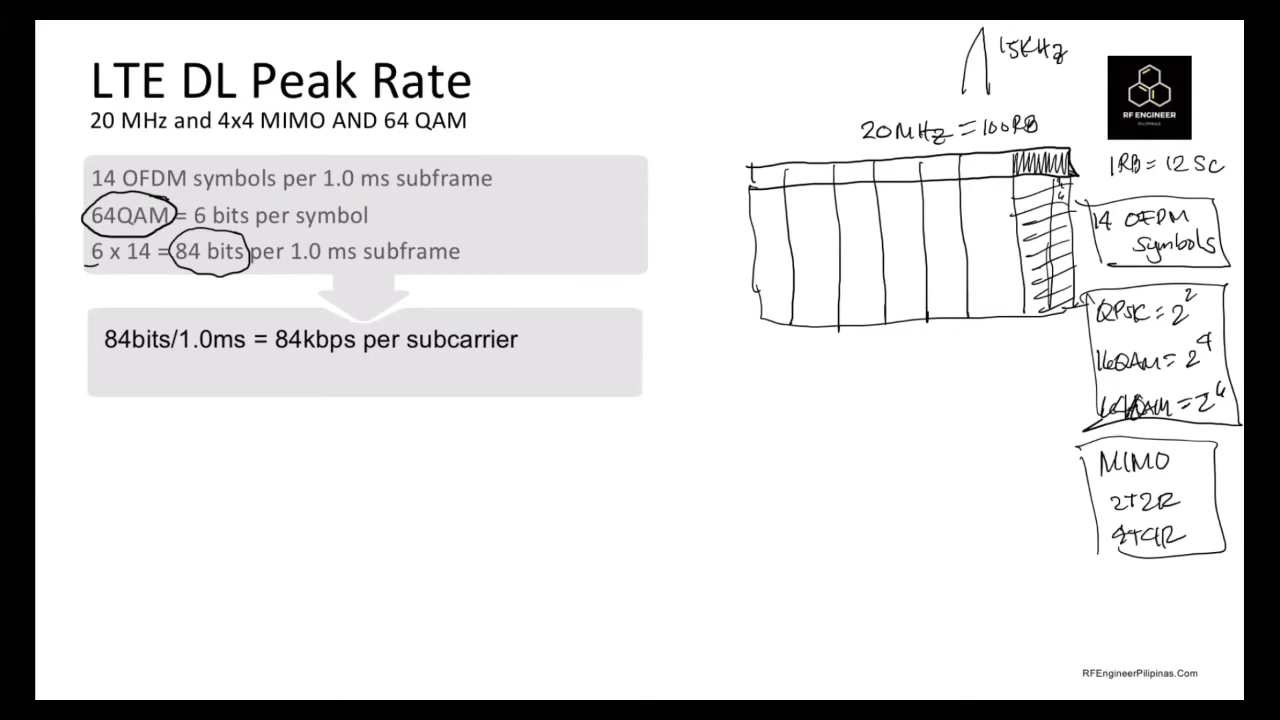 LTE DL Peak Rate
20 MHz and 4x4 MIMO AND 64 QAM
14 OFDM symbols per 1.0 ms subframe
64QAM = 6 bits per symbol
6 x 14 = 84 bits per 1.0 ms subframe
84bits/1.0ms = 84kbps per subcarrier
15KHz
20MHz = 100RB
RF ENGINEER
PILIPINAS
1RB = 12 SC
14 OFDM
symbols
QPSK = 2²
16QAM = 2⁴
64QAM = 2⁶
MIMO
2T2R
4T4R
RFEngineerPilipinas.Com